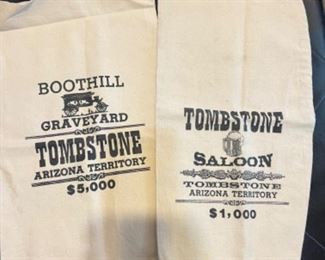 BOOTHILL
GRAVEYARD
TOMBSTONE
ARIZONA TERRITORY
$5,000
TOMBSTONE
SALOON
TOMBSTONE
ARIZONA TERRITORY
$1,000